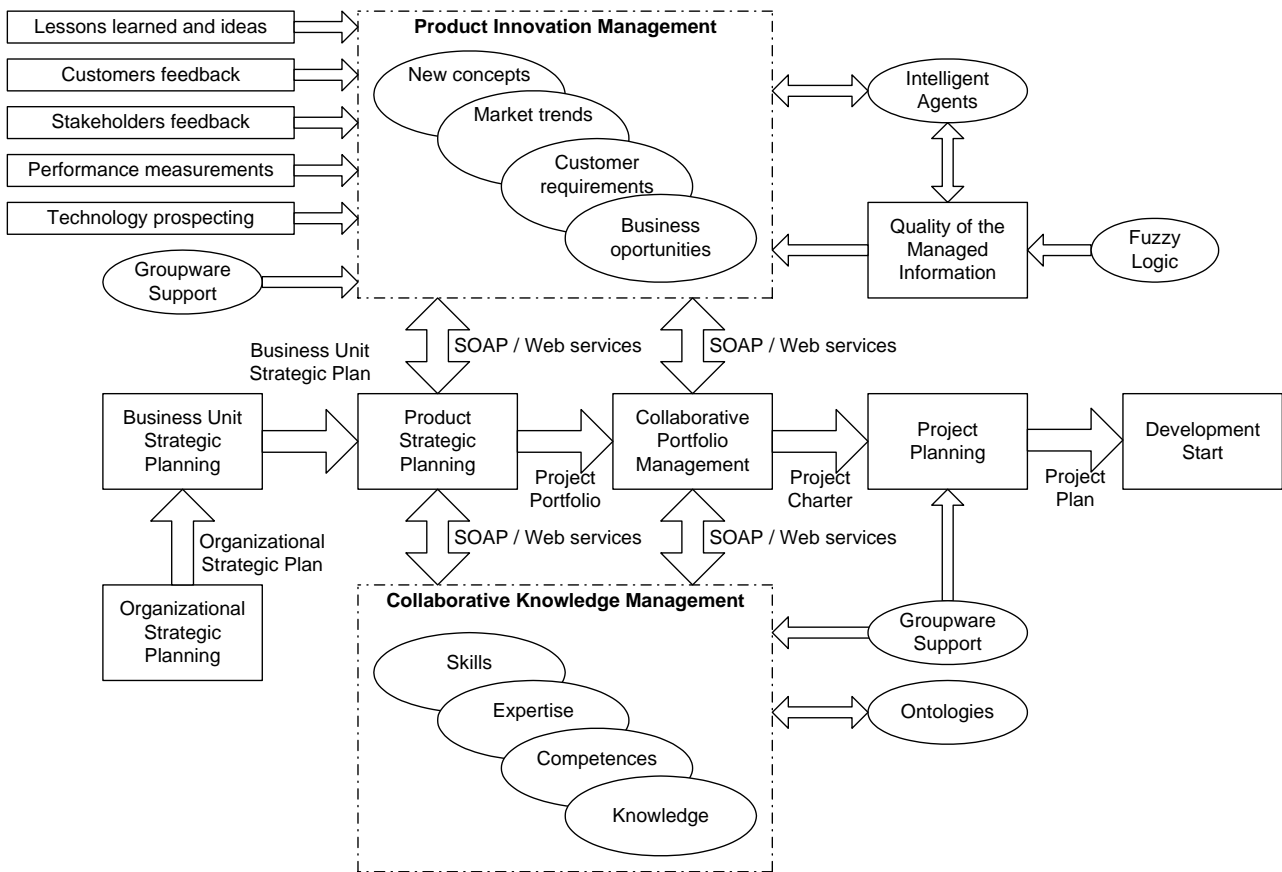 Lessons learned and ideas
Customers feedback
Stakeholders feedback
Performance measurements
Technology prospecting
Groupware
Support
Product Innovation Management
New concepts
Market trends
Customer
requirements
Business
oportunities
Intelligent
Agents
Quality of the
Managed
Information
Fuzzy
Logic
Business Unit
Strategic Plan
SOAP / Web services
SOAP / Web services
Business Unit
Strategic
Planning
Product
Strategic
Planning
Project
Portfolio
Collaborative
Portfolio
Management
Project
Charter
Project
Planning
Project
Plan
Development
Start
Organizational
Strategic Plan
SOAP / Web services
SOAP / Web services
Organizational
Strategic
Planning
Collaborative Knowledge Management
Skills
Expertise
Competences
Knowledge
Groupware
Support
Ontologies